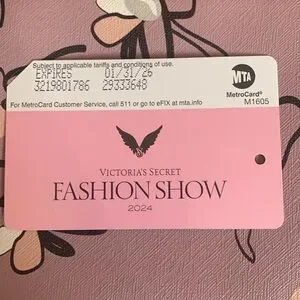 Subject to applicable tariffs and conditions of use.
EXPIRES 01/31/26
3219801786 29333648
MTA
For MetroCard Customer Service, call 511 or go to eFIX at mta.info
MetroCard®
M1605
VICTORIA'S SECRET
FASHION SHOW
2024